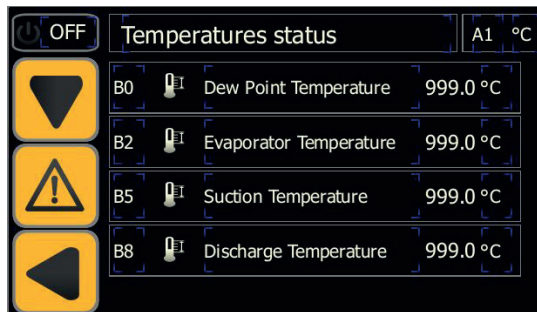 OFF Temperatures status A1 °C
B0 Dew Point Temperature 999.0 °C
B2 Evaporator Temperature 999.0 °C
B5 Suction Temperature 999.0 °C
B8 Discharge Temperature 999.0 °C